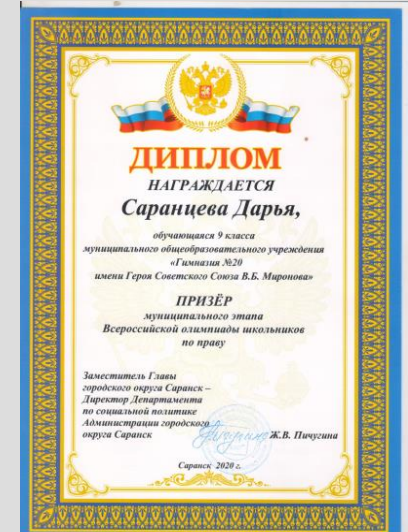 ДИПЛОМ
НАГРАЖДАЕТСЯ
Саранцева Дарья,
обучающаяся 9 класса
муниципального общеобразовательного учреждения
«Гимназия №20
имени Героя Советского Союза В.Б. Миронова»
ПРИЗЁР
муниципального этапа
Всероссийской олимпиады школьников
по праву
Заместитель Главы
городского округа Саранск –
Директор Департамента
по социальной политике
Администрации городского
округа Саранск Ж.В. Пичугина
Саранск 2020 г.